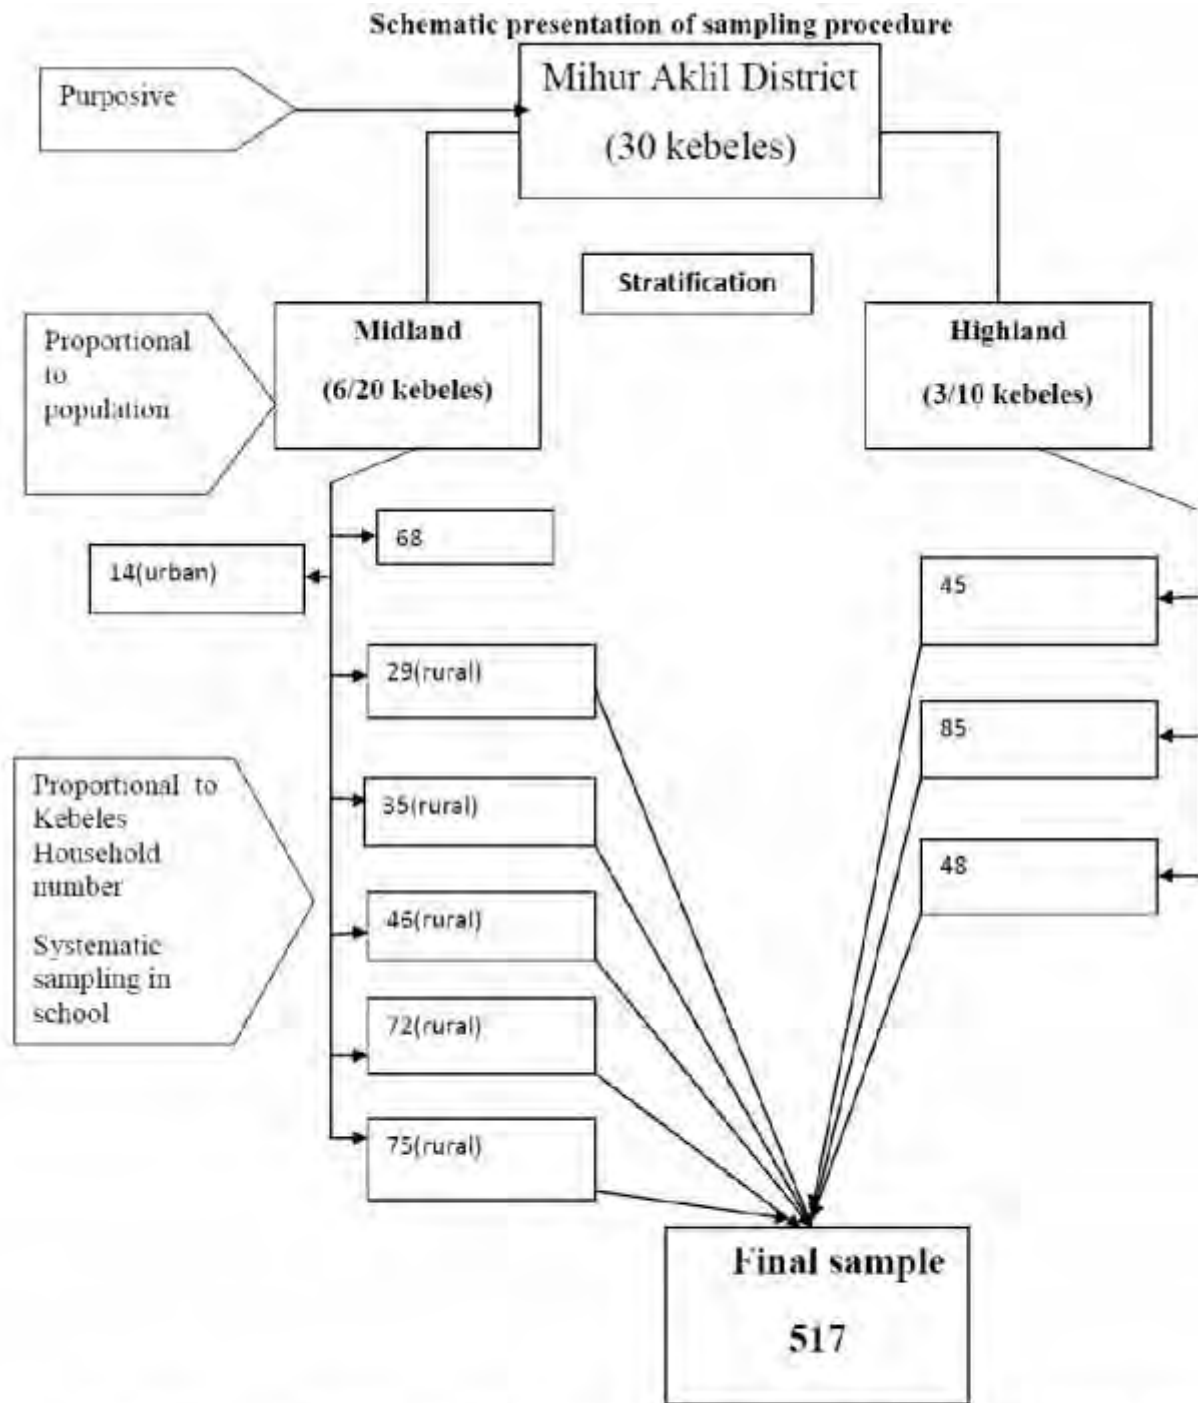 Schematic presentation of sampling procedure
Purposive
Mihur Aklil District
(30 kebeles)
Stratification
Proportional
to
population
Midland
(6/20 kebeles)
Highland
(3/10 kebeles)
68
14(urban)
45
29(rural)
85
Proportional to
Kebeles
Household
number
Systematic
sampling in
school
35(rural)
48
46(rural)
72(rural)
75(rural)
Final sample
517